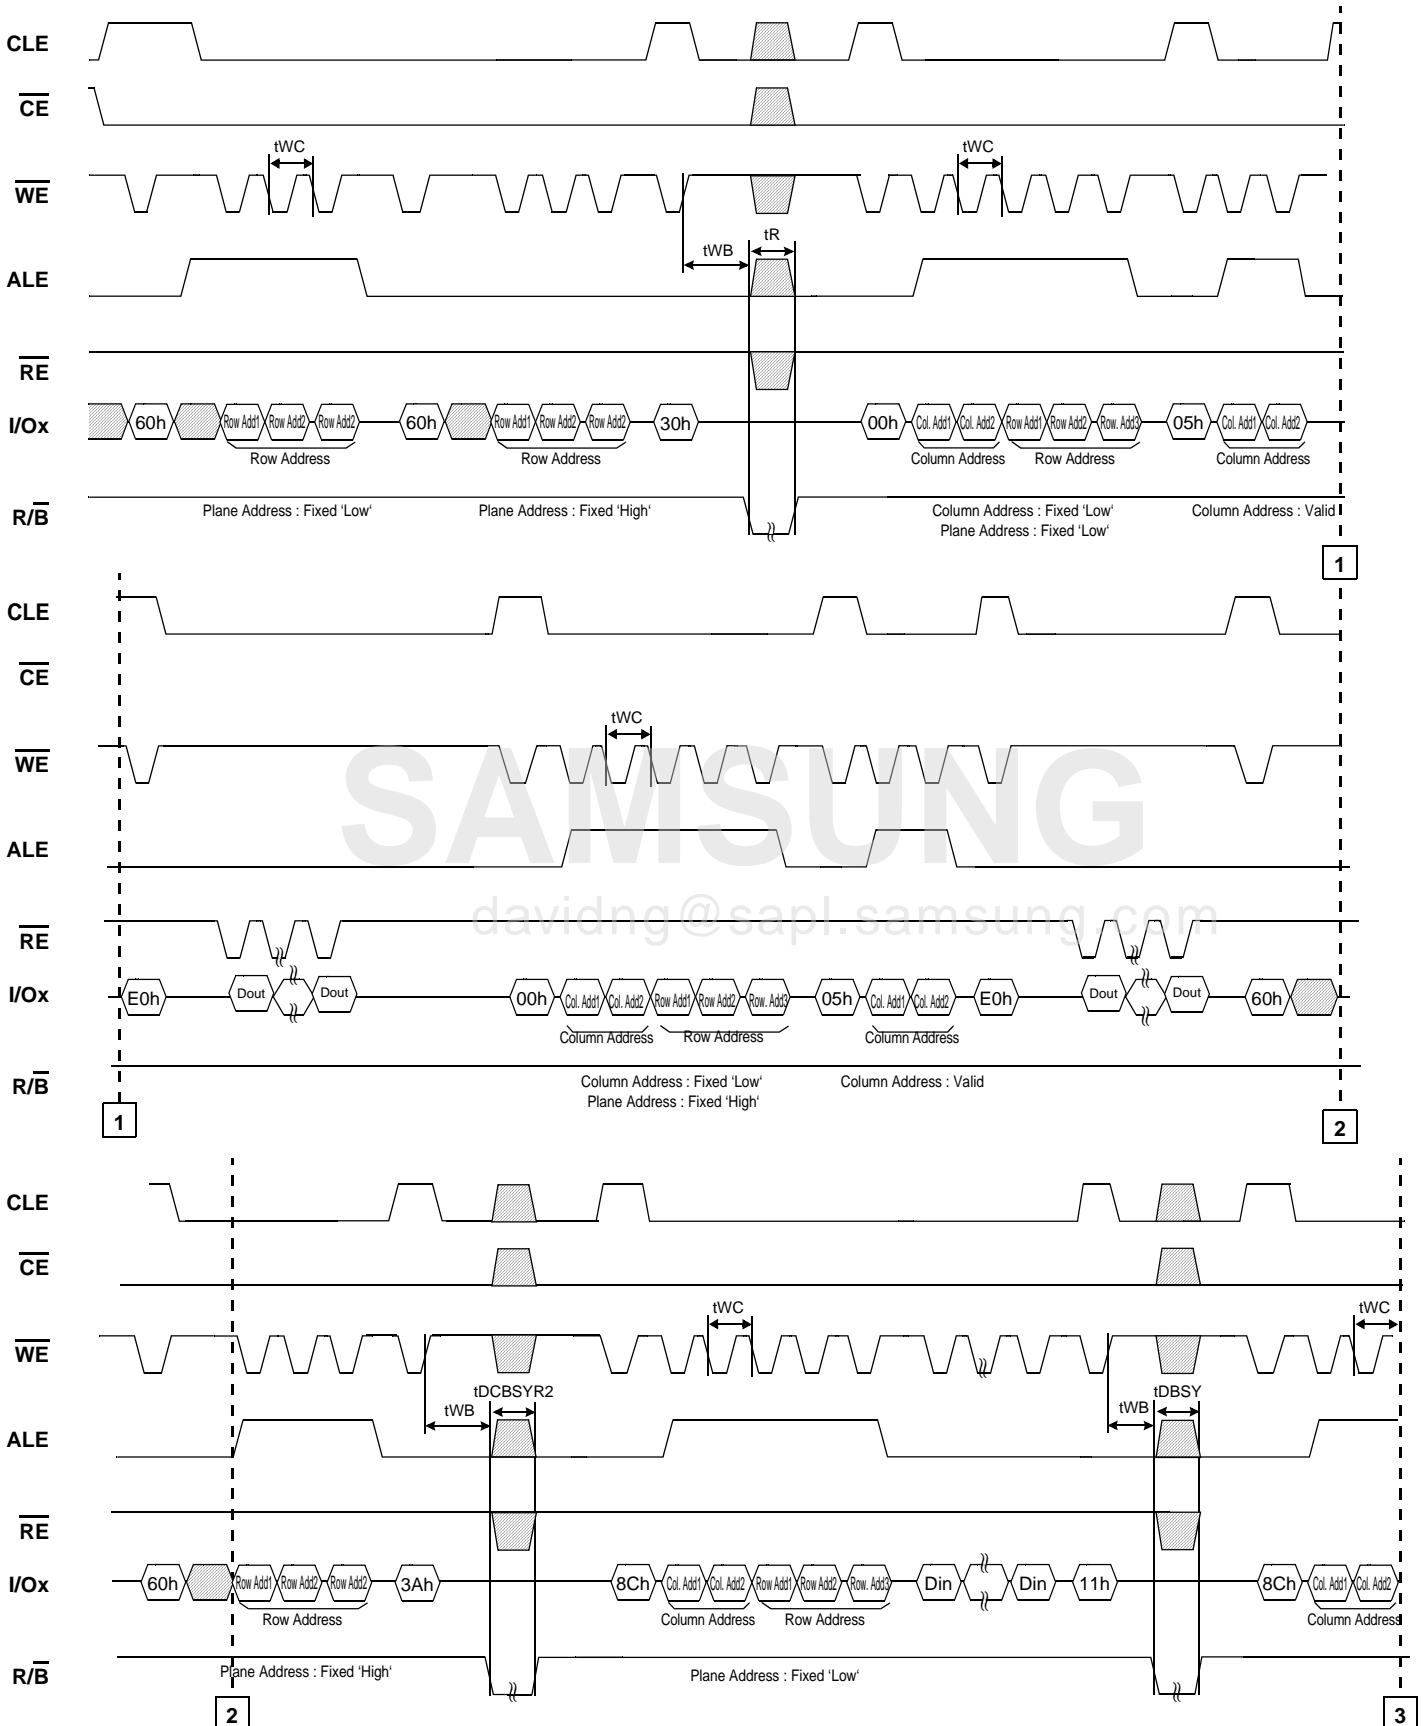 CLE
CE
tWC tWC
WE
tWB tR
ALE
RE
I/Ox 60h Row Add1 Row Add2 Row Add2 60h Row Add1 Row Add2 Row Add2 30h 00h Col. Add1 Col. Add2 Row Add1 Row Add2 Row. Add3 05h Col. Add1 Col. Add2
Row Address Row Address Column Address Row Address Column Address
R/B Plane Address : Fixed ‘Low‘ Plane Address : Fixed ‘High‘ Column Address : Fixed ‘Low‘ Column Address : Valid
Plane Address : Fixed ‘Low‘
1
CLE
CE
tWC
WE
SAMSUNG
ALE
davidng@sapl.samsung.com
RE
I/Ox E0h Dout Dout 00h Col. Add1 Col. Add2 Row Add1 Row Add2 Row. Add3 05h Col. Add1 Col. Add2 E0h Dout Dout 60h
Column Address Row Address Column Address
R/B Column Address : Fixed ‘Low‘ Column Address : Valid
Plane Address : Fixed ‘High‘
1 2
CLE
CE
tWC tWC
WE
tDCBSYR2 tDBSY
tWB tWB
ALE
RE
I/Ox 60h Row Add1 Row Add2 Row Add2 3Ah 8Ch Col. Add1 Col. Add2 Row Add1 Row Add2 Row. Add3 Din Din 11h 8Ch Col. Add1 Col. Add2
Row Address Column Address Row Address Column Address
R/B Plane Address : Fixed ‘High‘ Plane Address : Fixed ‘Low‘
2 3